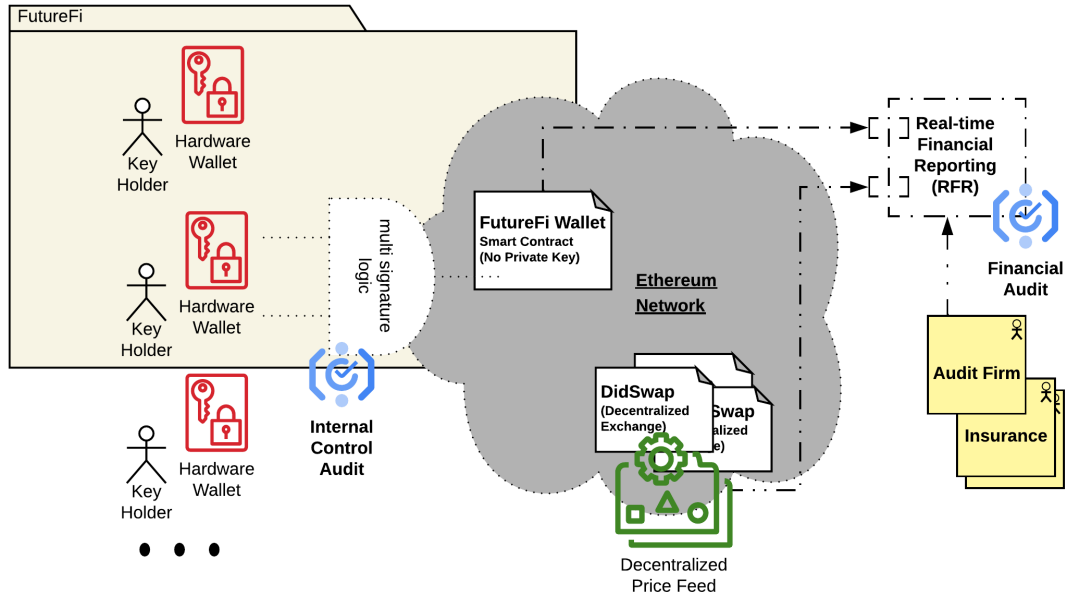 FutureFi
Key
Holder
Hardware
Wallet
Key
Holder
Hardware
Wallet
Key
Holder
Hardware
Wallet
multi signature
logic
Internal
Control
Audit
FutureFi Wallet
Smart Contract
(No Private Key)
Ethereum
Network
DidSwap
(Decentralized
Exchange)
Swap
alized
e)
Decentralized
Price Feed
Real-time
Financial
Reporting
(RFR)
Financial
Audit
Audit Firm
Insurance